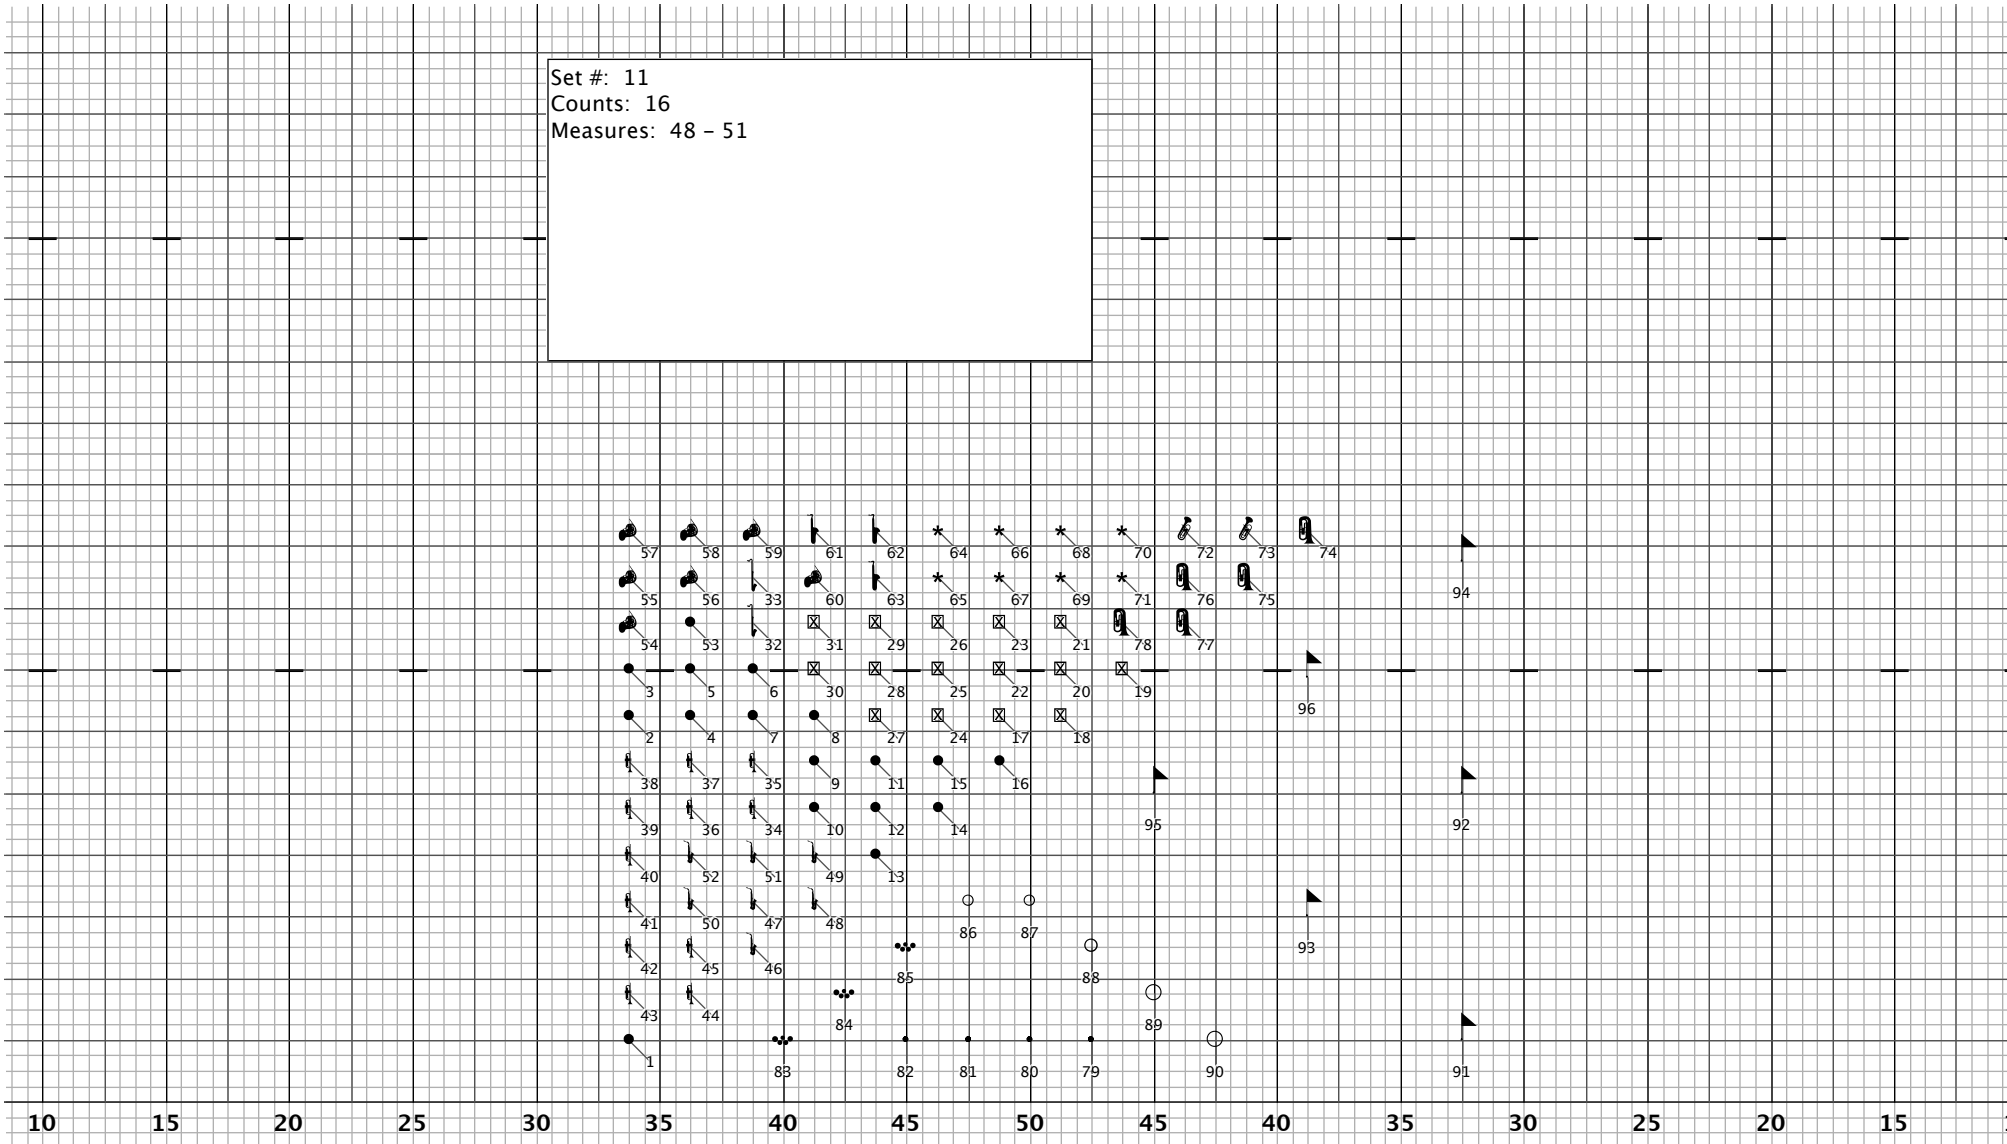 Set #: 11
Counts: 16
Measures: 48 – 51
57 58 59 61 62 64 66 68 70 72 73 74
55 56 33 60 63 65 67 69 71 76 75 94
54 53 32 31 29 26 23 21 78 77
3 5 6 30 28 25 22 20 19
96
2 4 7 8 27 24 17 18
38 37 35 9 11 15 16
39 36 34 10 12 14 95 92
40 52 51 49 13
41 50 47 48 86 87
93
42 45 46 85 88
43 44 84 89
1 83 82 81 80 79 90 91
10 15 20 25 30 35 40 45 50 45 40 35 30 25 20 15